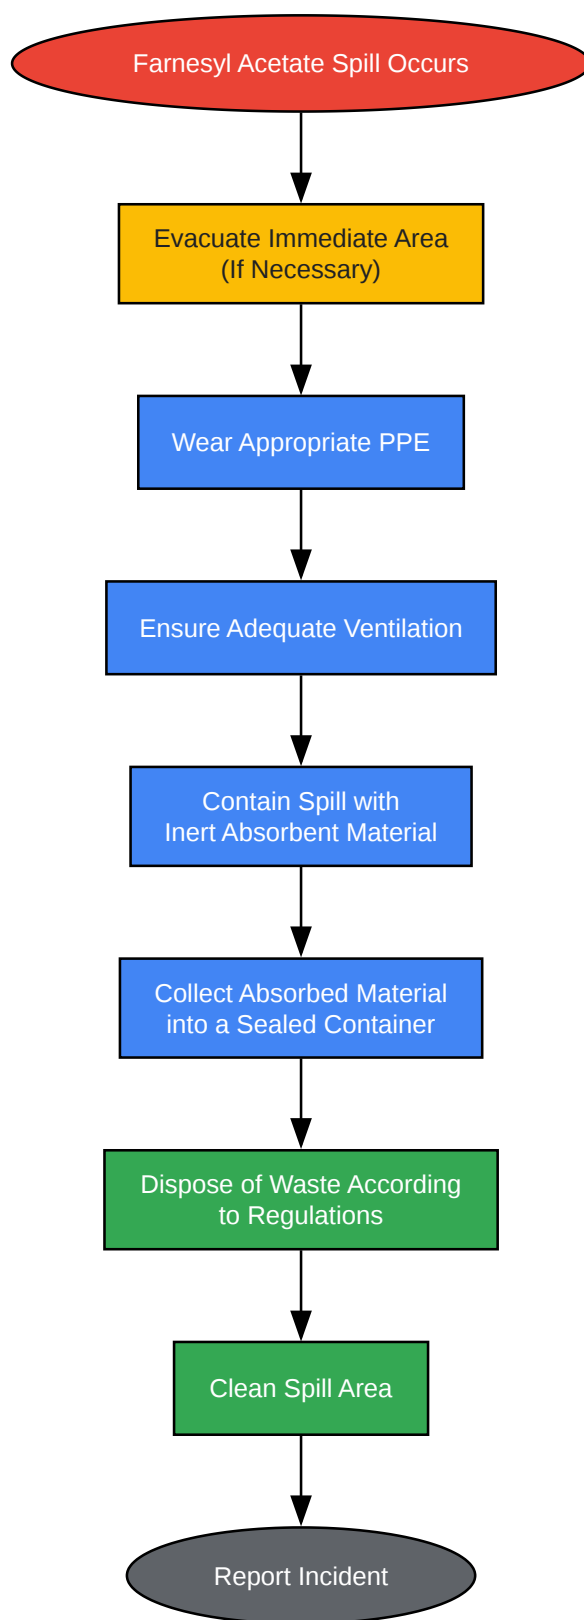 Farnesyl Acetate Spill Occurs
Evacuate Immediate Area
(If Necessary)
Wear Appropriate PPE
Ensure Adequate Ventilation
Contain Spill with
Inert Absorbent Material
Collect Absorbed Material
into a Sealed Container
Dispose of Waste According
to Regulations
Clean Spill Area
Report Incident